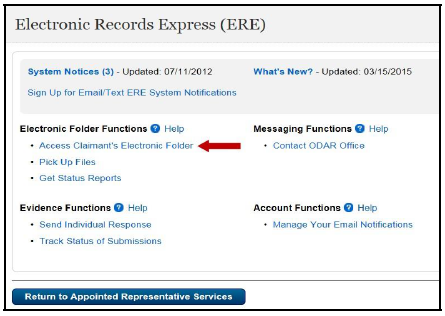 Electronic Records Express (ERE)
System Notices (3) - Updated: 07/11/2012
What's New? - Updated: 03/15/2015
Sign Up for Email/Text ERE System Notifications
Electronic Folder Functions ? Help
• Access Claimant's Electronic Folder
• Pick Up Files
• Get Status Reports
Messaging Functions ? Help
• Contact ODAR Office
Evidence Functions ? Help
• Send Individual Response
• Track Status of Submissions
Account Functions ? Help
• Manage Your Email Notifications
Return to Appointed Representative Services